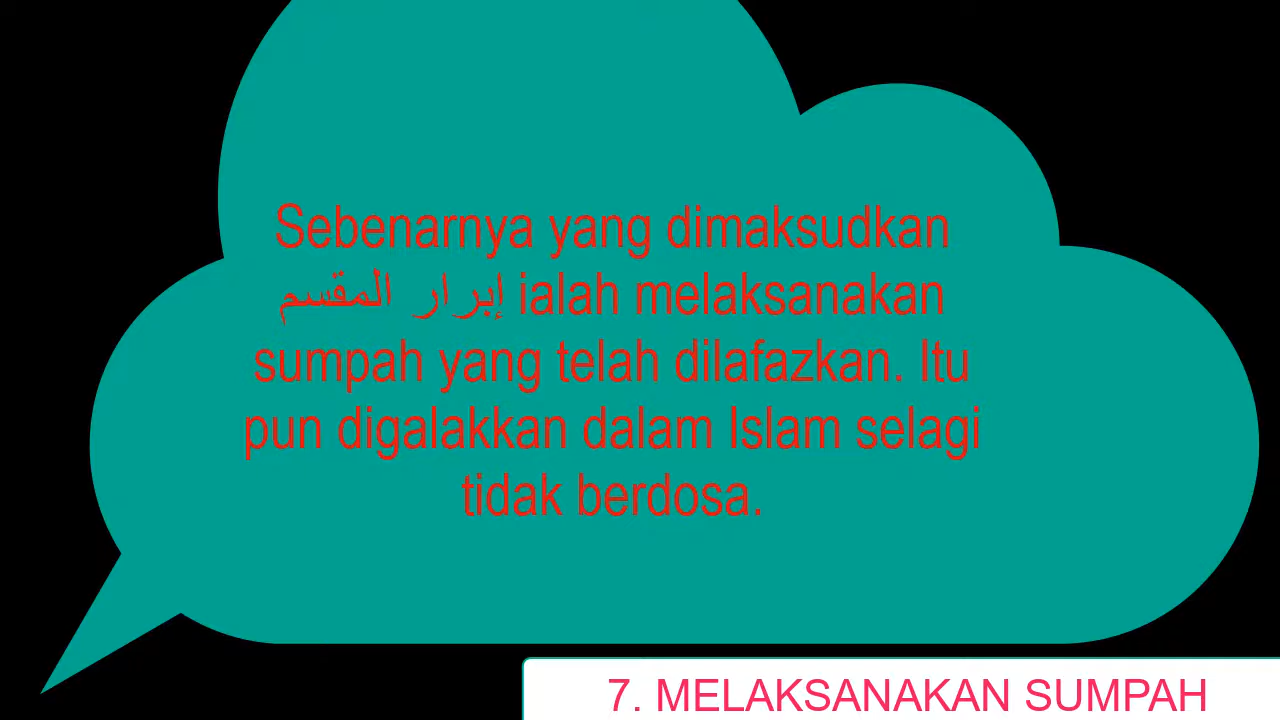 Sebenarnya yang dimaksudkan
إبرار المقسم ialah melaksanakan
sumpah yang telah dilafazkan. Itu
pun digalakkan dalam Islam selagi
tidak berdosa.
7. MELAKSANAKAN SUMPAH